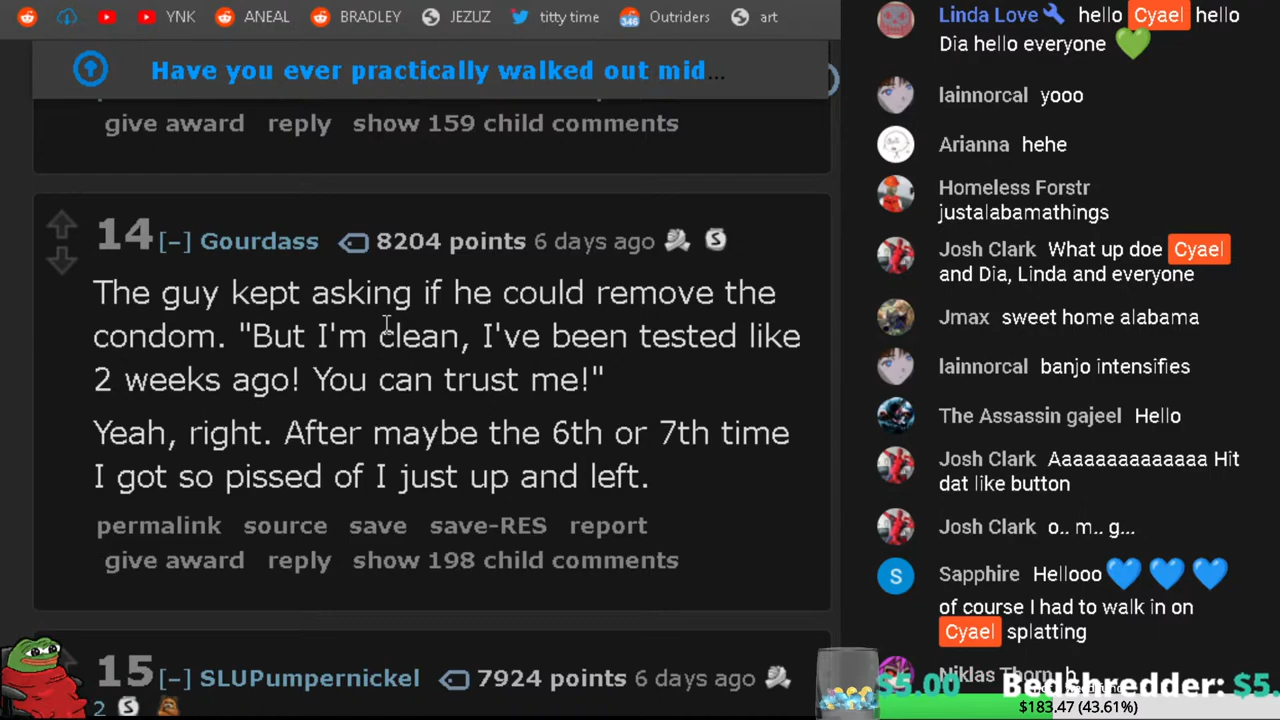 YNK ANEAL BRADLEY JEZUZ titty time 346 Outriders art
Have you ever practically walked out mid...
give award reply show 159 child comments
14 [–] Gourdass 8204 points 6 days ago S
The guy kept asking if he could remove the
condom. "But I'm clean, I've been tested like
2 weeks ago! You can trust me!"
Yeah, right. After maybe the 6th or 7th time
I got so pissed of I just up and left.
permalink source save save-RES report
give award reply show 198 child comments
15 [–] SLUPumpernickel 7924 points 6 days ago
2 S
Linda Love hello Cyael hello
Dia hello everyone
lainnorcal yooo
Arianna hehe
Homeless Forstr
justalabamathings
Josh Clark What up doe Cyael
and Dia, Linda and everyone
Jmax sweet home alabama
lainnorcal banjo intensifies
The Assassin gajeel Hello
Josh Clark Aaaaaaaaaaaaa Hit
dat like button
Josh Clark o.. m.. g...
S Sapphire Hellooo
of course I had to walk in on
Cyael splatting
Niklas Thorn
$5.00 Bedshredder: $5.
$183.47 (43.61%)